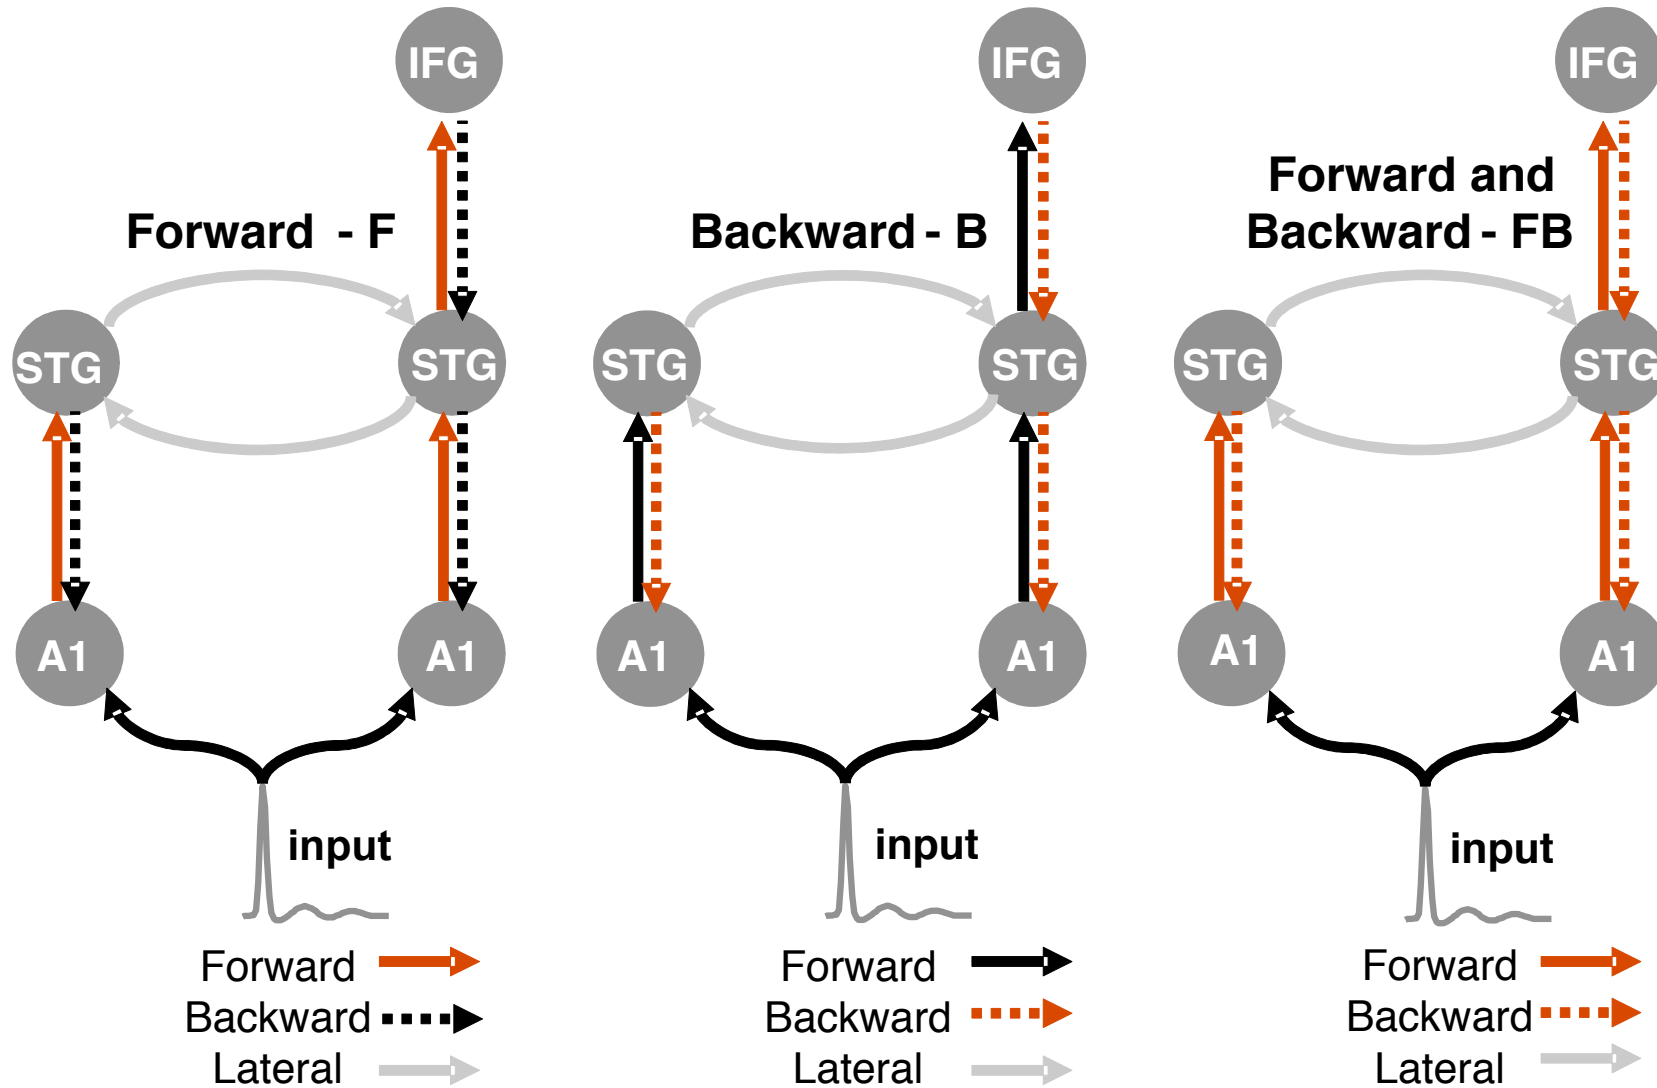 IFG
Forward - F
STG
STG
A1
A1
input
Forward
Backward
Lateral
IFG
Backward - B
STG
STG
A1
A1
input
Forward
Backward
Lateral
IFG
Forward and
Backward - FB
STG
STG
A1
A1
input
Forward
Backward
Lateral